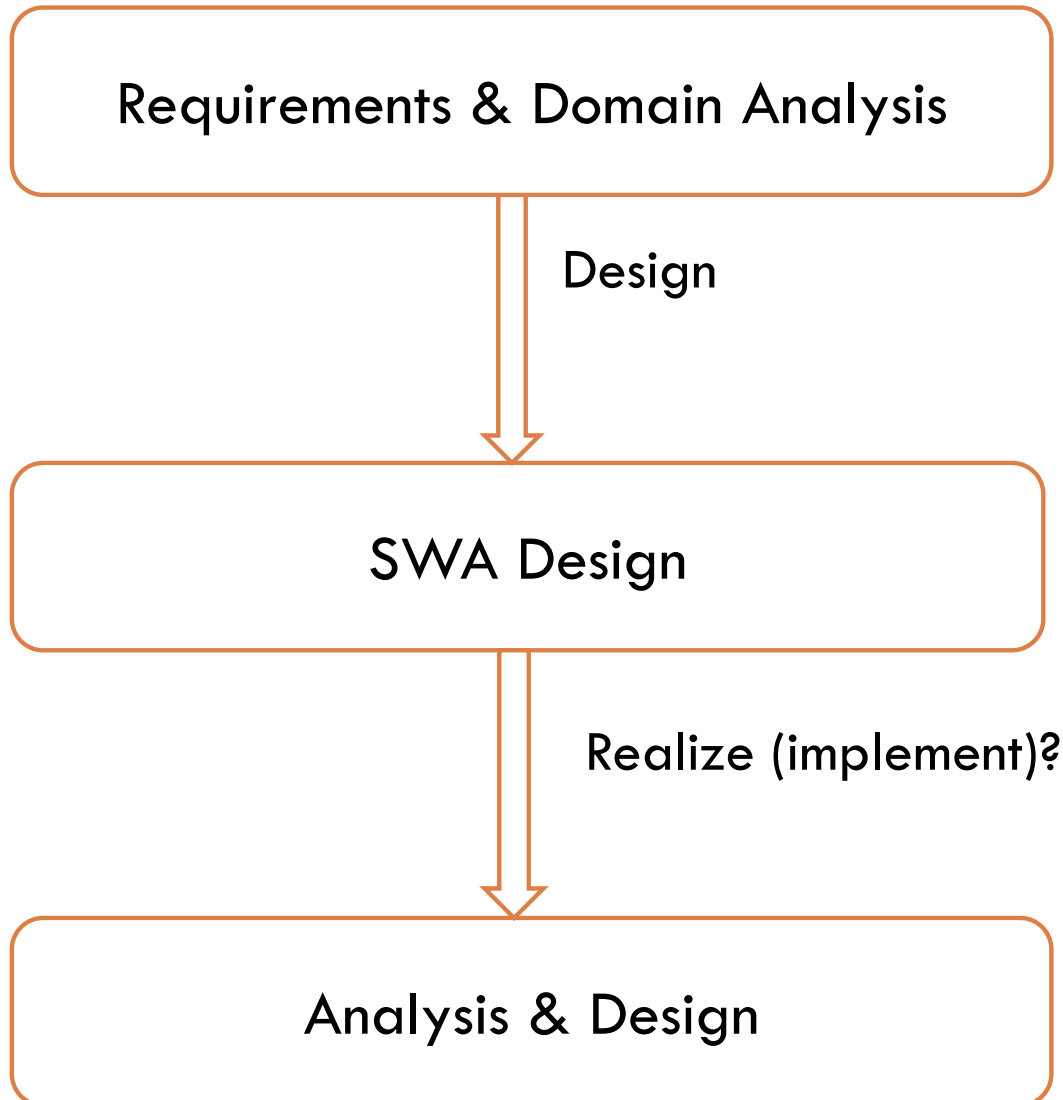 Requirements & Domain Analysis
Design
SWA Design
Realize (implement)?
Analysis & Design